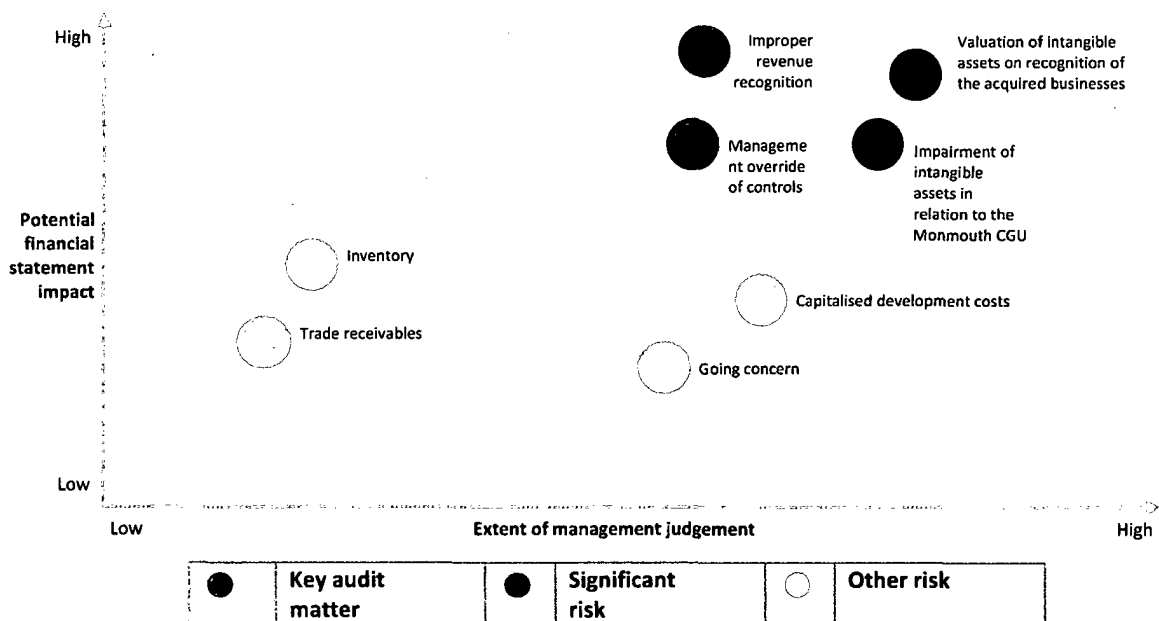 High
Improper
revenue
recognition
Valuation of intangible
assets on recognition of
the acquired businesses
Manageme
nt override
of controls
Impairment of
intangible
assets in
relation to the
Monmouth CGU
Potential
financial
statement
impact
Inventory
Capitalised development costs
Trade receivables
Going concern
Low
Low
Extent of management judgement
High
Key audit
matter
Significant
risk
Other risk